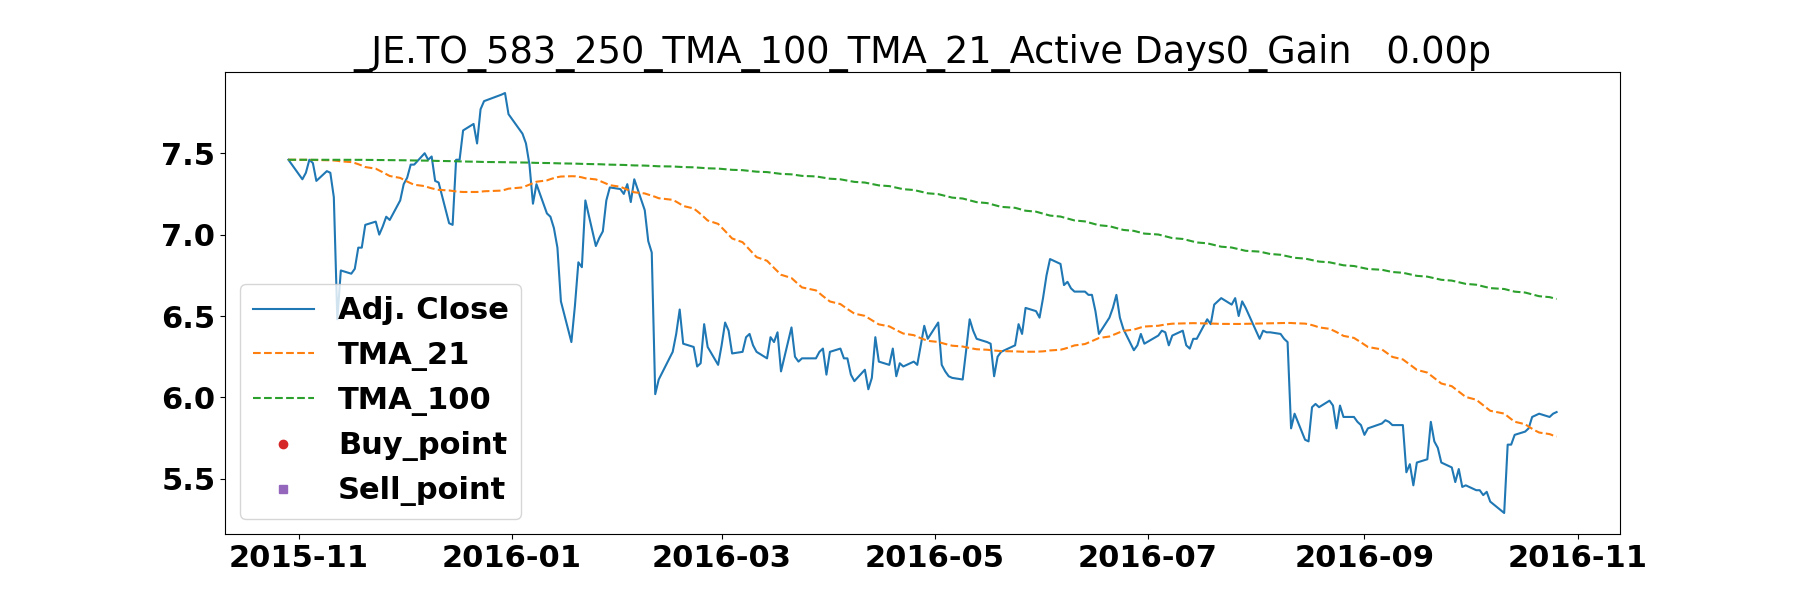 _JE.TO_583_250_TMA_100_TMA_21_Active Days0_Gain   0.00p
7.5
7.0
6.5
6.0
5.5
Adj. Close
TMA_21
TMA_100
Buy_point
Sell_point
2015-11 2016-01 2016-03 2016-05 2016-07 2016-09 2016-11